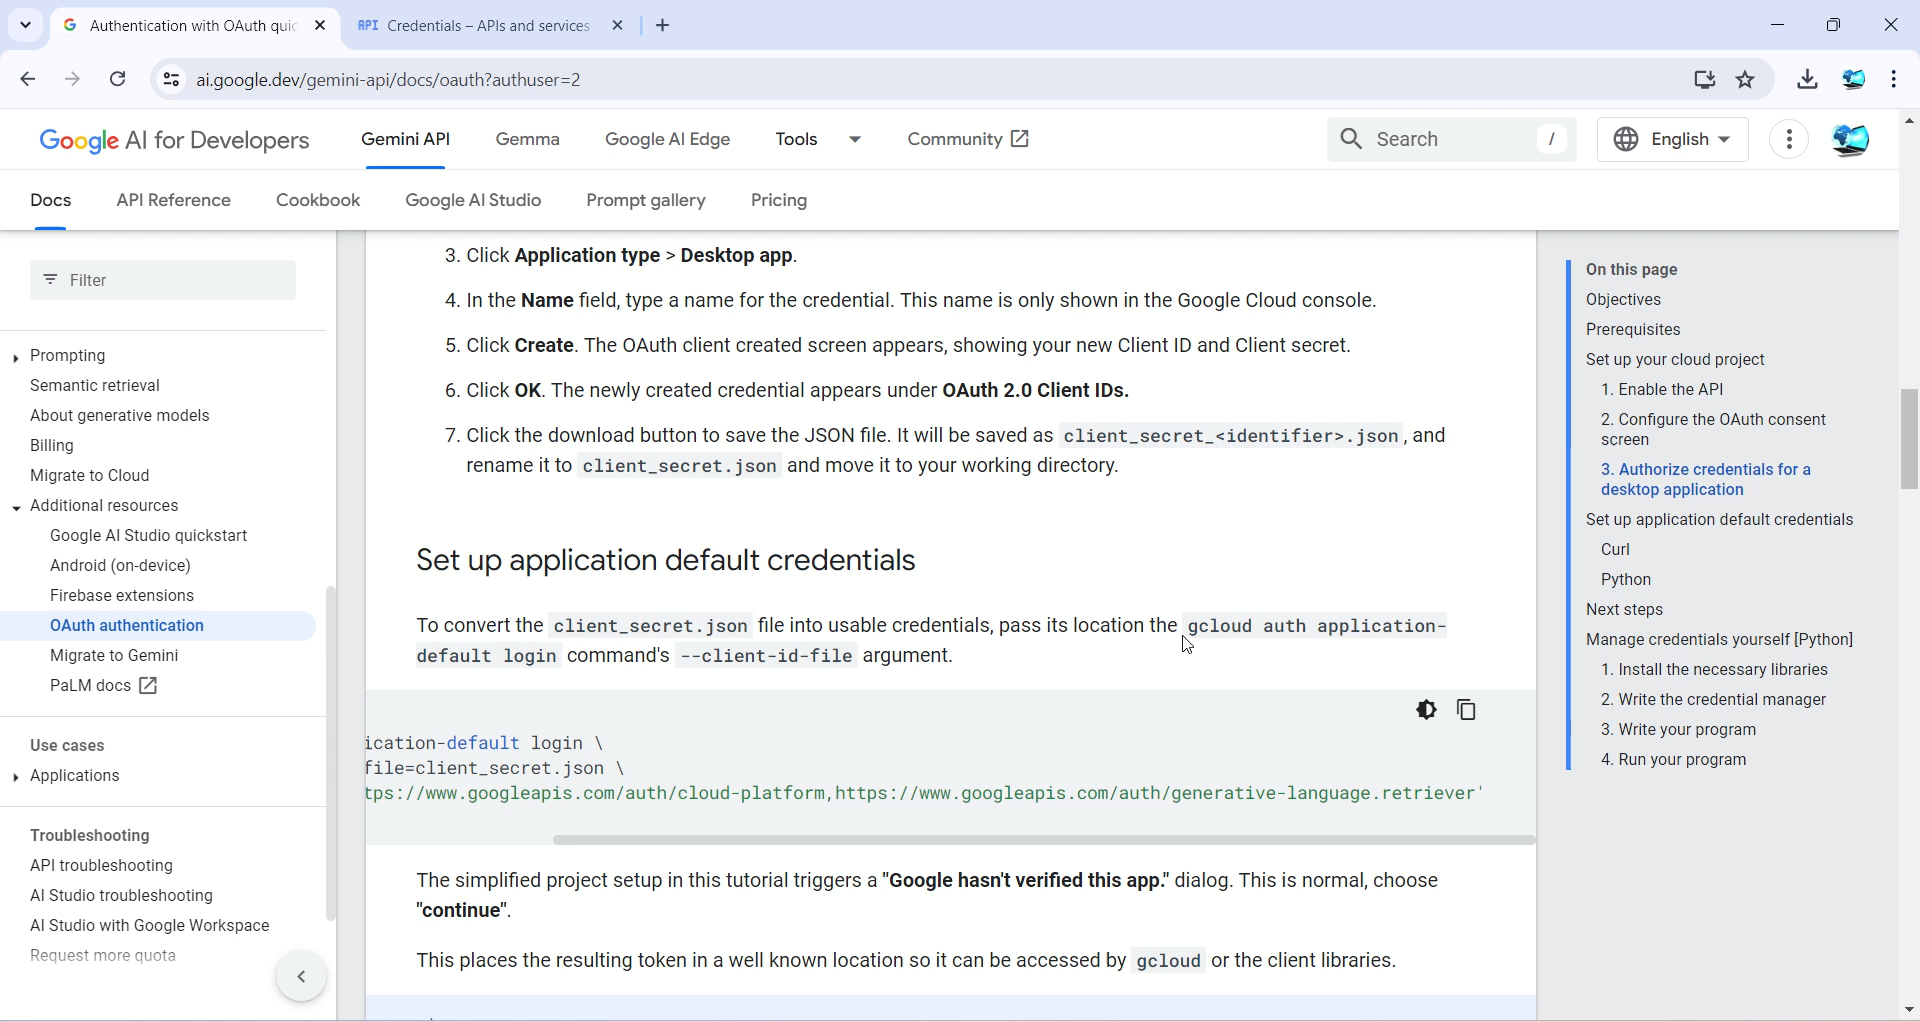 Authentication with OAuth quic
API Credentials – APIs and services
ai.google.dev/gemini-api/docs/oauth?authuser=2
Google AI for Developers
Gemini API
Gemma
Google AI Edge
Tools
Community
Search
/
English
Docs
API Reference
Cookbook
Google AI Studio
Prompt gallery
Pricing
Filter
Prompting
Semantic retrieval
About generative models
Billing
Migrate to Cloud
Additional resources
Google AI Studio quickstart
Android (on-device)
Firebase extensions
OAuth authentication
Migrate to Gemini
PaLM docs
Use cases
Applications
Troubleshooting
API troubleshooting
AI Studio troubleshooting
AI Studio with Google Workspace
Request more quota
3. Click Application type > Desktop app.
4. In the Name field, type a name for the credential. This name is only shown in the Google Cloud console.
5. Click Create. The OAuth client created screen appears, showing your new Client ID and Client secret.
6. Click OK. The newly created credential appears under OAuth 2.0 Client IDs.
7. Click the download button to save the JSON file. It will be saved as client_secret_<identifier>.json, and
rename it to client_secret.json and move it to your working directory.
Set up application default credentials
To convert the client_secret.json file into usable credentials, pass its location the gcloud auth application-
default login command's --client-id-file argument.
ication-default login \
file=client_secret.json \
tps://www.googleapis.com/auth/cloud-platform,https://www.googleapis.com/auth/generative-language.retriever'
The simplified project setup in this tutorial triggers a "Google hasn't verified this app." dialog. This is normal, choose
"continue".
This places the resulting token in a well known location so it can be accessed by gcloud or the client libraries.
On this page
Objectives
Prerequisites
Set up your cloud project
1. Enable the API
2. Configure the OAuth consent
screen
3. Authorize credentials for a
desktop application
Set up application default credentials
Curl
Python
Next steps
Manage credentials yourself [Python]
1. Install the necessary libraries
2. Write the credential manager
3. Write your program
4. Run your program